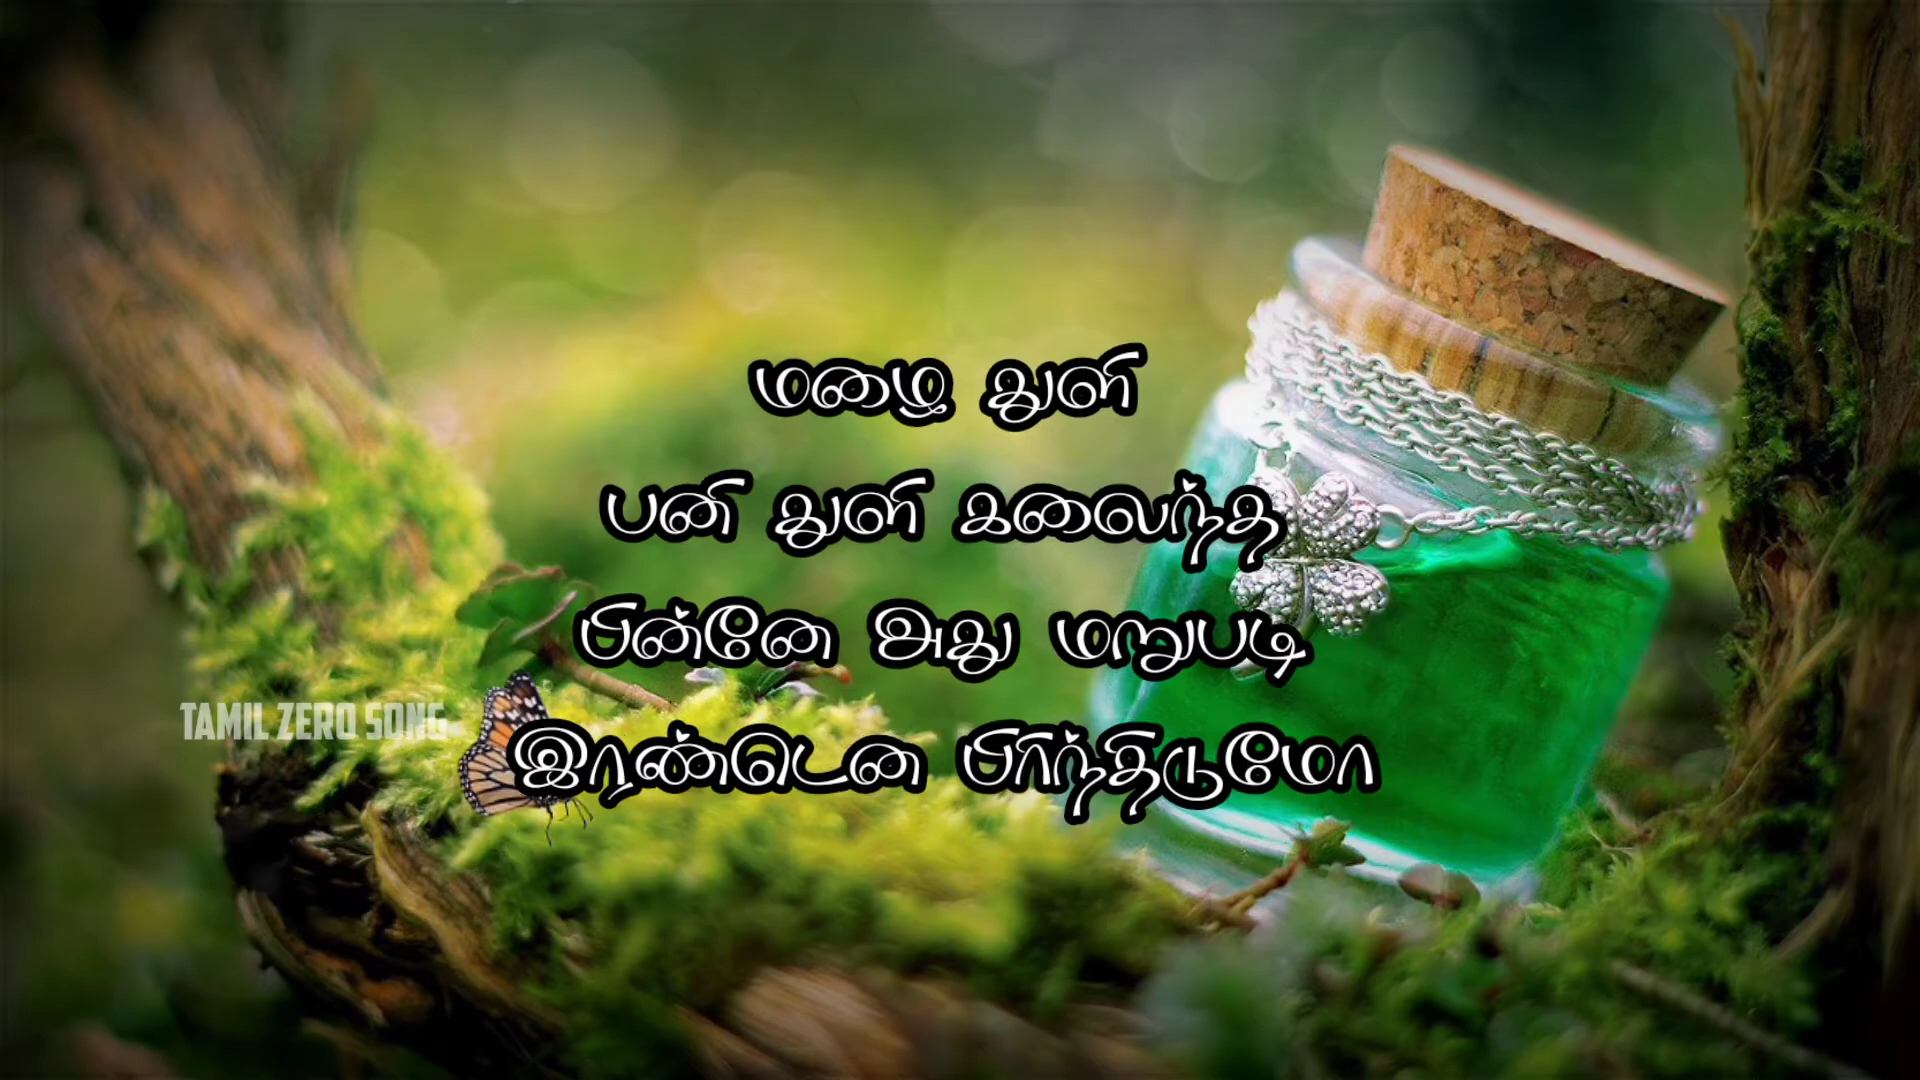 மழை துளி
பனி துளி கலைந்த
பின்னே அது மறுபடி
TAMIL ZERO SONG
இரண்டென பிரிந்திடுமோ